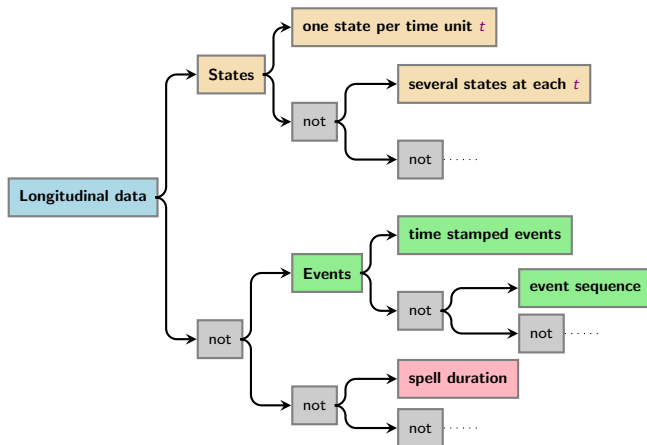 one state per time unit t
States
several states at each t
not
not ......
Longitudinal data
time stamped events
Events
event sequence
not
not ......
not
spell duration
not
not ......